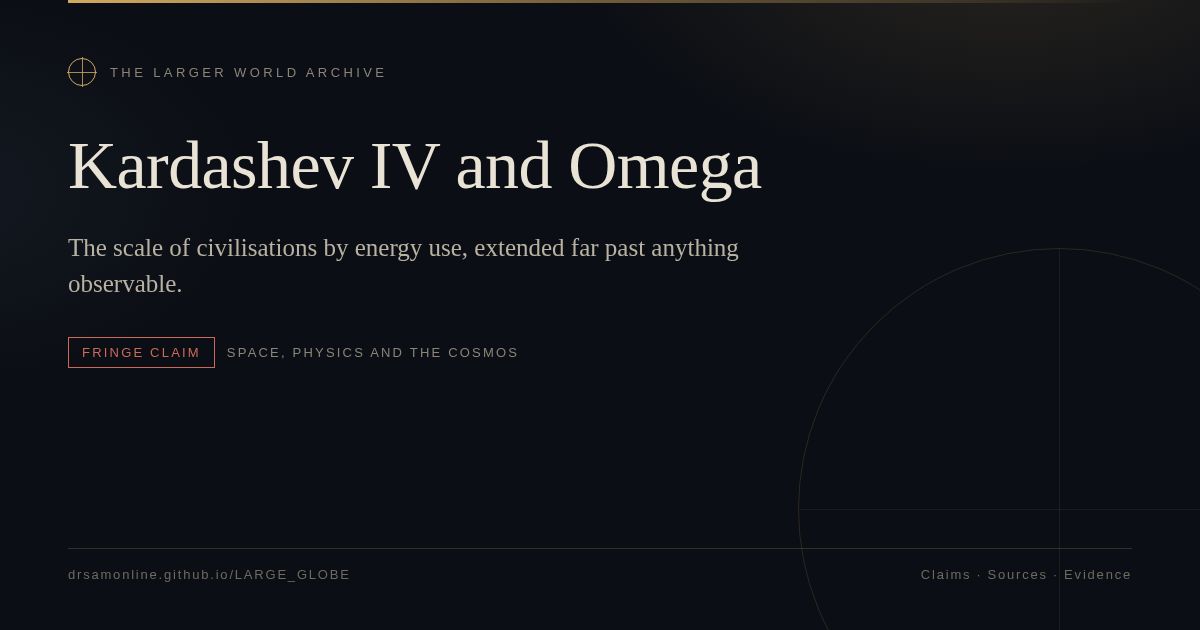 THE LARGER WORLD ARCHIVE
Kardashev IV and Omega
The scale of civilisations by energy use, extended far past anything
observable.
FRINGE CLAIM SPACE, PHYSICS AND THE COSMOS
drsamonline.github.io/LARGE_GLOBE Claims · Sources · Evidence